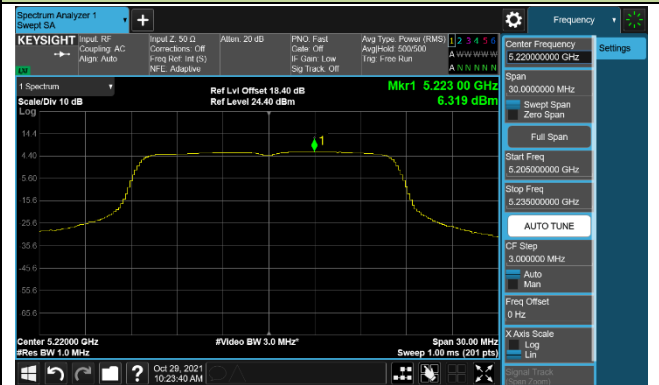 Spectrum Analyzer 1
Swept SA
+
Frequency
KEYSIGHT
Input: RF
Coupling: AC
Align: Auto
Input Z: 50 Ω
Corrections: Off
Freq Ref: Int (S)
NFE: Adaptive
Atten: 20 dB
PNO: Fast
Gate: Off
IF Gain: Low
Sig Track: Off
Avg Type: Power (RMS)
Avg|Hold: 500/500
Trig: Free Run
1 2 3 4 5 6
A W W W W W
A N N N N N
LXI
1 Spectrum
Scale/Div 10 dB
Log
Ref Lvl Offset 18.40 dB
Ref Level 24.40 dBm
Mkr1 5.223 00 GHz
6.319 dBm
1
14.4
4.40
-5.60
-15.6
-25.6
-35.6
-45.6
-55.6
-65.6
Center 5.22000 GHz
#Res BW 1.0 MHz
#Video BW 3.0 MHz*
Span 30.00 MHz
Sweep 1.00 ms (201 pts)
Center Frequency
5.220000000 GHz
Span
30.0000000 MHz
Swept Span
Zero Span
Full Span
Start Freq
5.205000000 GHz
Stop Freq
5.235000000 GHz
AUTO TUNE
CF Step
3.000000 MHz
Auto
Man
Freq Offset
0 Hz
X Axis Scale
Log
Lin
Signal Track
(Span Zoom)
Settings
?
Oct 29, 2021
10:23:40 AM